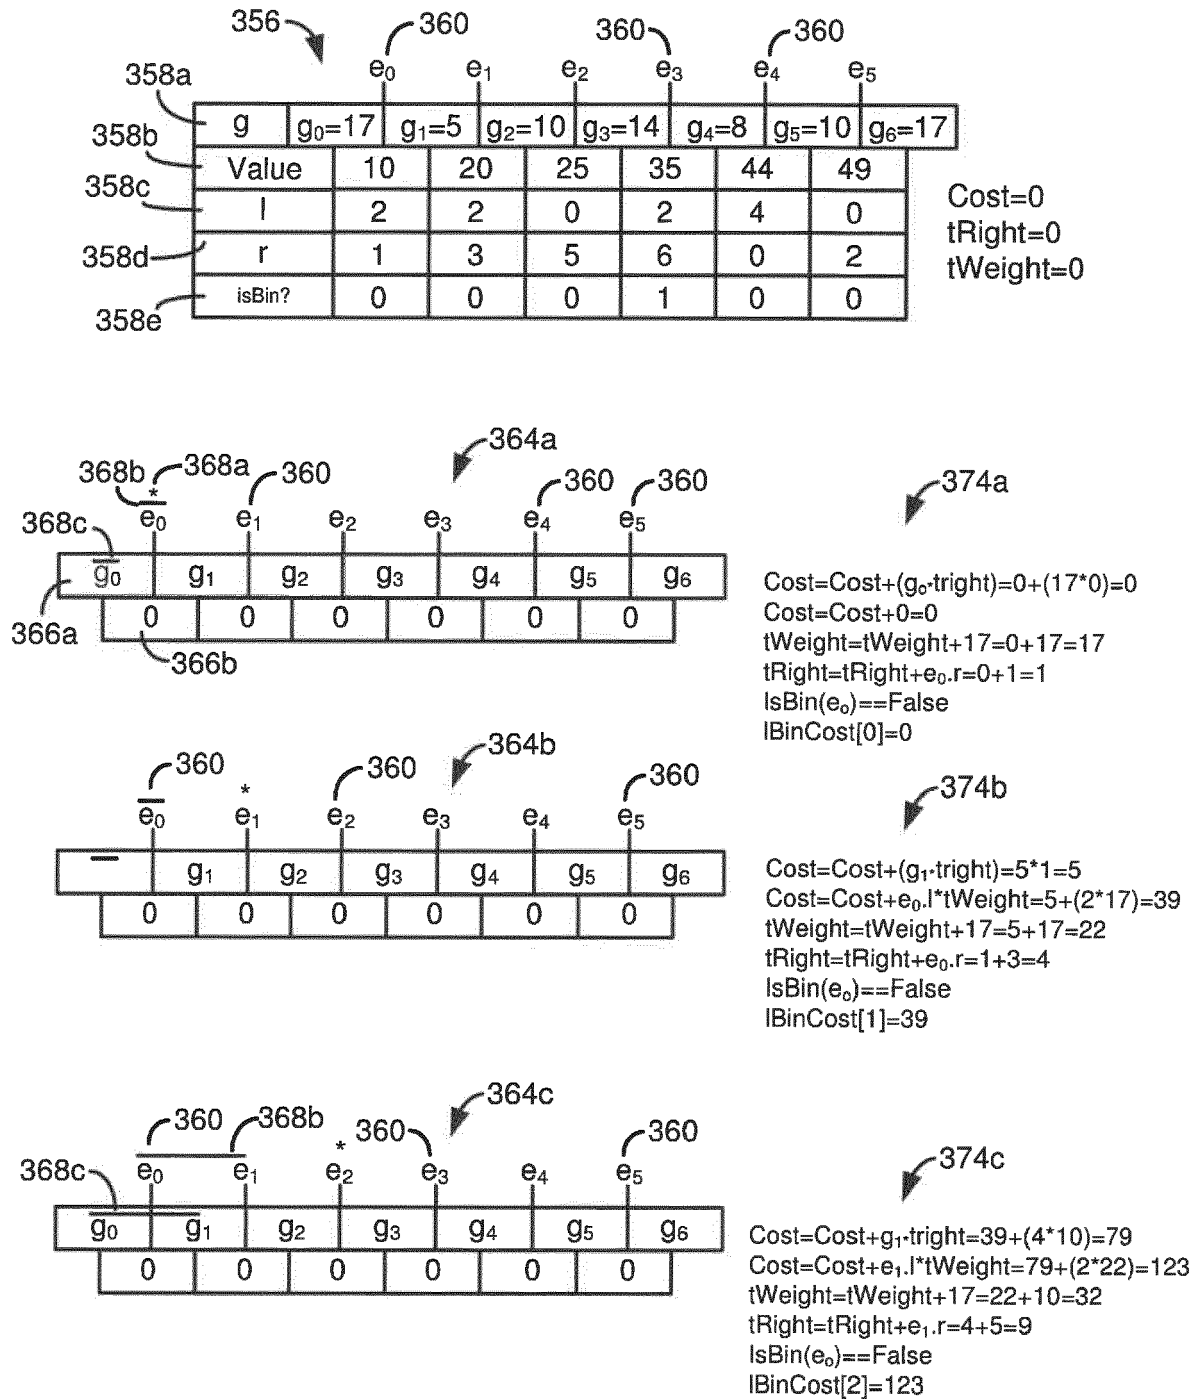 356 360 360 360
358a e0 e1 e2 e3 e4 e5
g g0=17 g1=5 g2=10 g3=14 g4=8 g5=10 g6=17
358b Value 10 20 25 35 44 49
358c l 2 2 0 2 4 0
358d r 1 3 5 6 0 2
358e isBin? 0 0 0 1 0 0
Cost=0
tRight=0
tWeight=0
364a
368b 368a 360 360 360 374a
*
368c e0 e1 e2 e3 e4 e5
g0 g1 g2 g3 g4 g5 g6
366a 0 0 0 0 0 0
366b
Cost=Cost+(go·tright)=0+(17*0)=0
Cost=Cost+0=0
tWeight=tWeight+17=0+17=17
tRight=tRight+e0.r=0+1=1
IsBin(eo)==False
lBinCost[0]=0
360 360 364b 360 374b
*
e0 e1 e2 e3 e4 e5
g1 g2 g3 g4 g5 g6
0 0 0 0 0 0
Cost=Cost+(g1·tright)=5*1=5
Cost=Cost+e0.l*tWeight=5+(2*17)=39
tWeight=tWeight+17=5+17=22
tRight=tRight+e0.r=1+3=4
IsBin(eo)==False
lBinCost[1]=39
360 368b 360 364c 360 374c
*
368c e0 e1 e2 e3 e4 e5
g0 g1 g2 g3 g4 g5 g6
0 0 0 0 0 0
Cost=Cost+g1·tright=39+(4*10)=79
Cost=Cost+e1.l*tWeight=79+(2*22)=123
tWeight=tWeight+17=22+10=32
tRight=tRight+e1.r=4+5=9
IsBin(eo)==False
lBinCost[2]=123